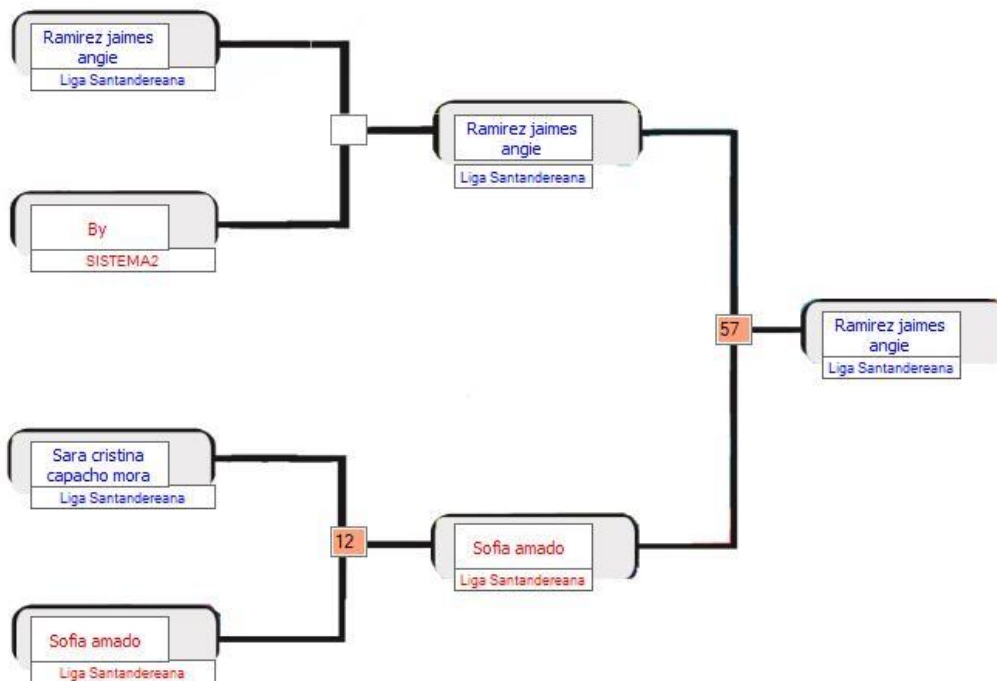 Ramirez jaimes
angie
Liga Santandereana
Ramirez jaimes
angie
Liga Santandereana
By
SISTEMA2
57
Ramirez jaimes
angie
Liga Santandereana
Sara cristina
capacho mora
Liga Santandereana
12
Sofia amado
Liga Santandereana
Sofia amado
Liga Santandereana